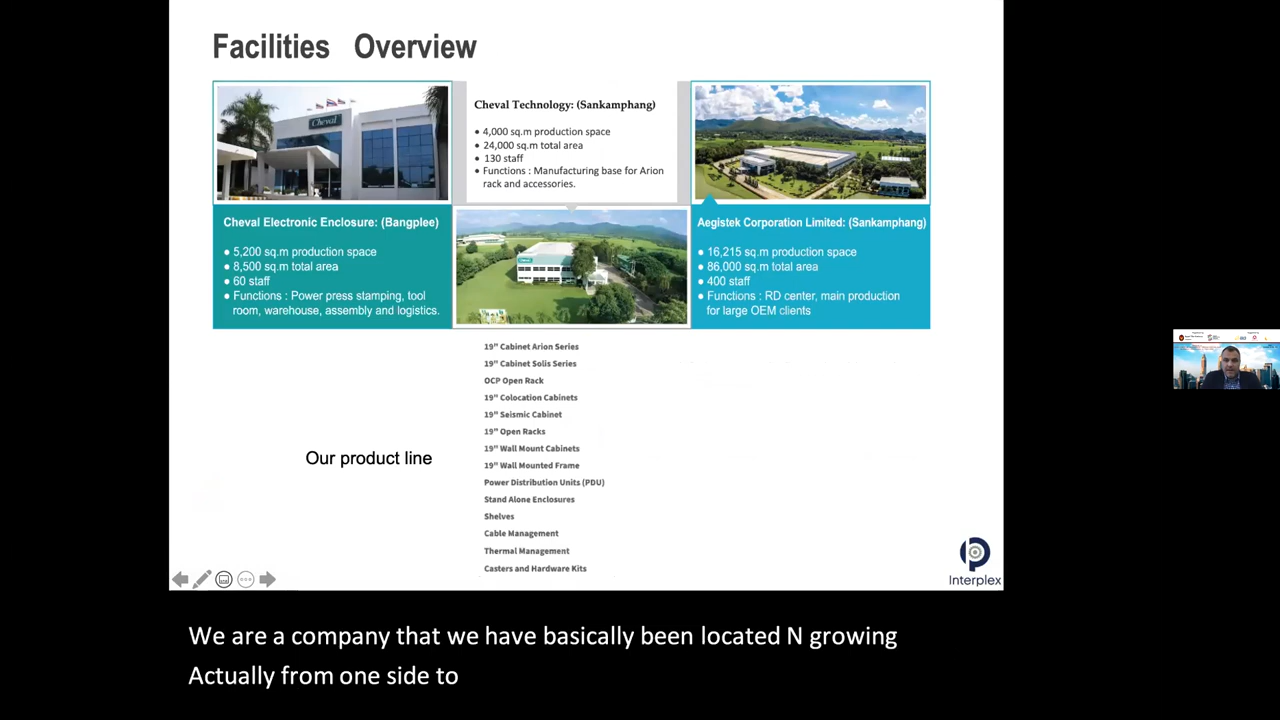 Facilities Overview
Cheval
Cheval Technology: (Sankamphang)
• 4,000 sq.m production space
• 24,000 sq.m total area
• 130 staff
• Functions : Manufacturing base for Arion
rack and accessories.
Cheval Electronic Enclosure: (Bangplee)
• 5,200 sq.m production space
• 8,500 sq.m total area
• 60 staff
• Functions : Power press stamping, tool
room, warehouse, assembly and logistics.
Aegistek Corporation Limited: (Sankamphang)
• 16,215 sq.m production space
• 86,000 sq.m total area
• 400 staff
• Functions : RD center, main production
for large OEM clients
Our product line
19" Cabinet Arion Series
19" Cabinet Solis Series
OCP Open Rack
19" Colocation Cabinets
19" Seismic Cabinet
19" Open Racks
19" Wall Mount Cabinets
19" Wall Mounted Frame
Power Distribution Units (PDU)
Stand Alone Enclosures
Shelves
Cable Management
Thermal Management
Casters and Hardware Kits
Interplex
We are a company that we have basically been located N growing
Actually from one side to